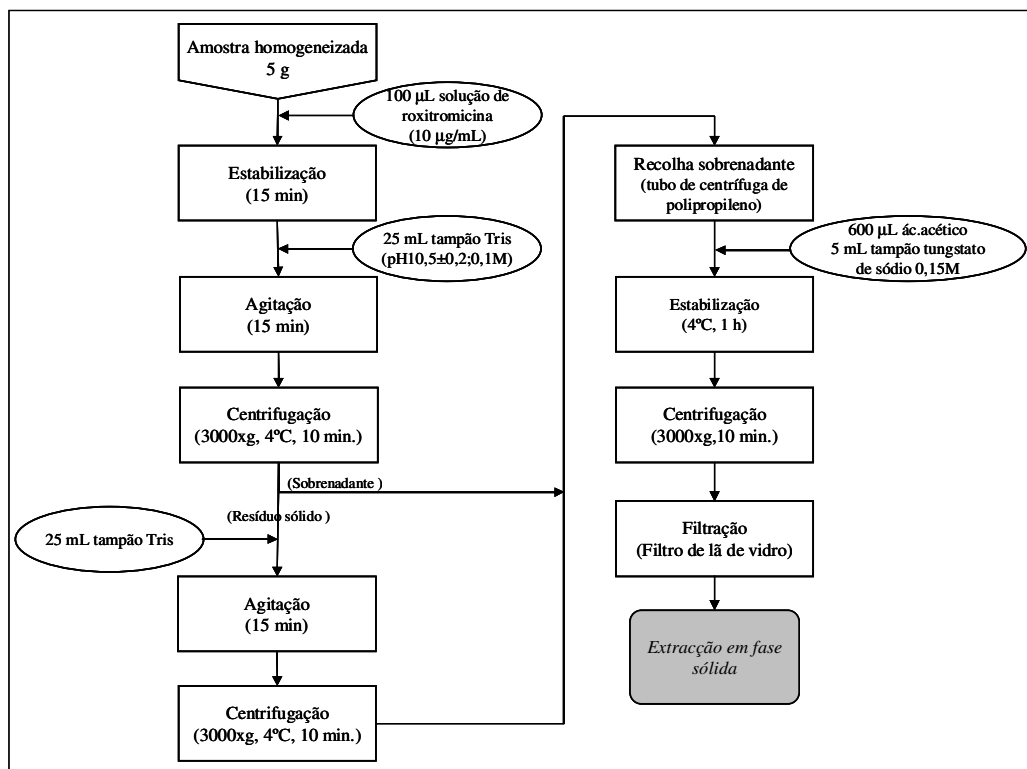 Amostra homogeneizada
5 g
100 μL solução de
roxitromicina
(10 μg/mL)
Estabilização
(15 min)
25 mL tampão Tris
(pH10,5±0,2;0,1M)
Agitação
(15 min)
Centrifugação
(3000xg, 4ºC, 10 min.)
(Sobrenadante )
(Resíduo sólido )
25 mL tampão Tris
Agitação
(15 min)
Centrifugação
(3000xg, 4ºC, 10 min.)
Recolha sobrenadante
(tubo de centrífuga de
polipropileno)
600 μL ác.acético
5 mL tampão tungstato
de sódio 0,15M
Estabilização
(4ºC, 1 h)
Centrifugação
(3000xg,10 min.)
Filtração
(Filtro de lã de vidro)
Extracção em fase
sólida